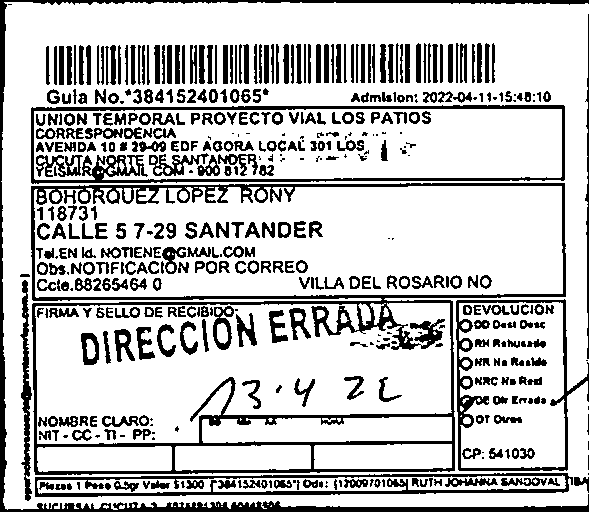 Guia No.*384152401065*
Admision: 2022-04-11-15:48:10
UNION TEMPORAL PROYECTO VIAL LOS PATIOS
CORRESPONDENCIA
AVENIDA 10 # 29-09 EDF AGORA LOCAL 301 LOS
CUCUTA NORTE DE SANTANDER
YEISMIR@GMAIL COM - 900 812 782
BOHORQUEZ LOPEZ RONY
118731
CALLE 5 7-29 SANTANDER
Tel.EN Id. NOTIENE@GMAIL.COM
Obs.NOTIFICACION POR CORREO
Ccte.88265464 0 VILLA DEL ROSARIO NO
FIRMA Y SELLO DE RECIBIDO:
DIRECCIÓN ERRADA
13·4 22
NOMBRE CLARO:
NIT - CC - TI - PP:
DEVOLUCION
DD Dest Desc
RH Rehusado
NR No Reside
NRC No Recl
DE Dir Errada
OT Otros
CP: 541030
Piezas 1 Peso 0.5gr Valor $1300 (*384152401065*) Ods: (12009701065) RUTH JOHANNA SANDOVAL
SUCURSAL CUCUTA